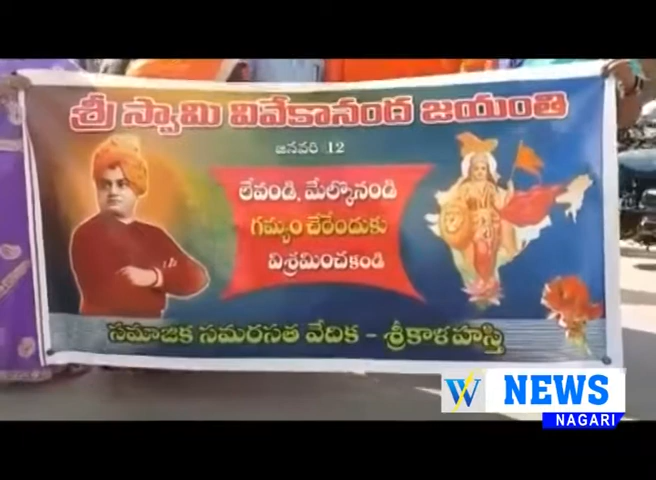 శ్రీ స్వామి వివేకానంద జయంతి
జనవరి 12
లేవండి, మేల్కొనండి
గమ్యం చేరేందుకు
విశ్రమించకండి
సామాజిక సమరసతా వేదిక - శ్రీకాళహస్తి
W NEWS
NAGARI